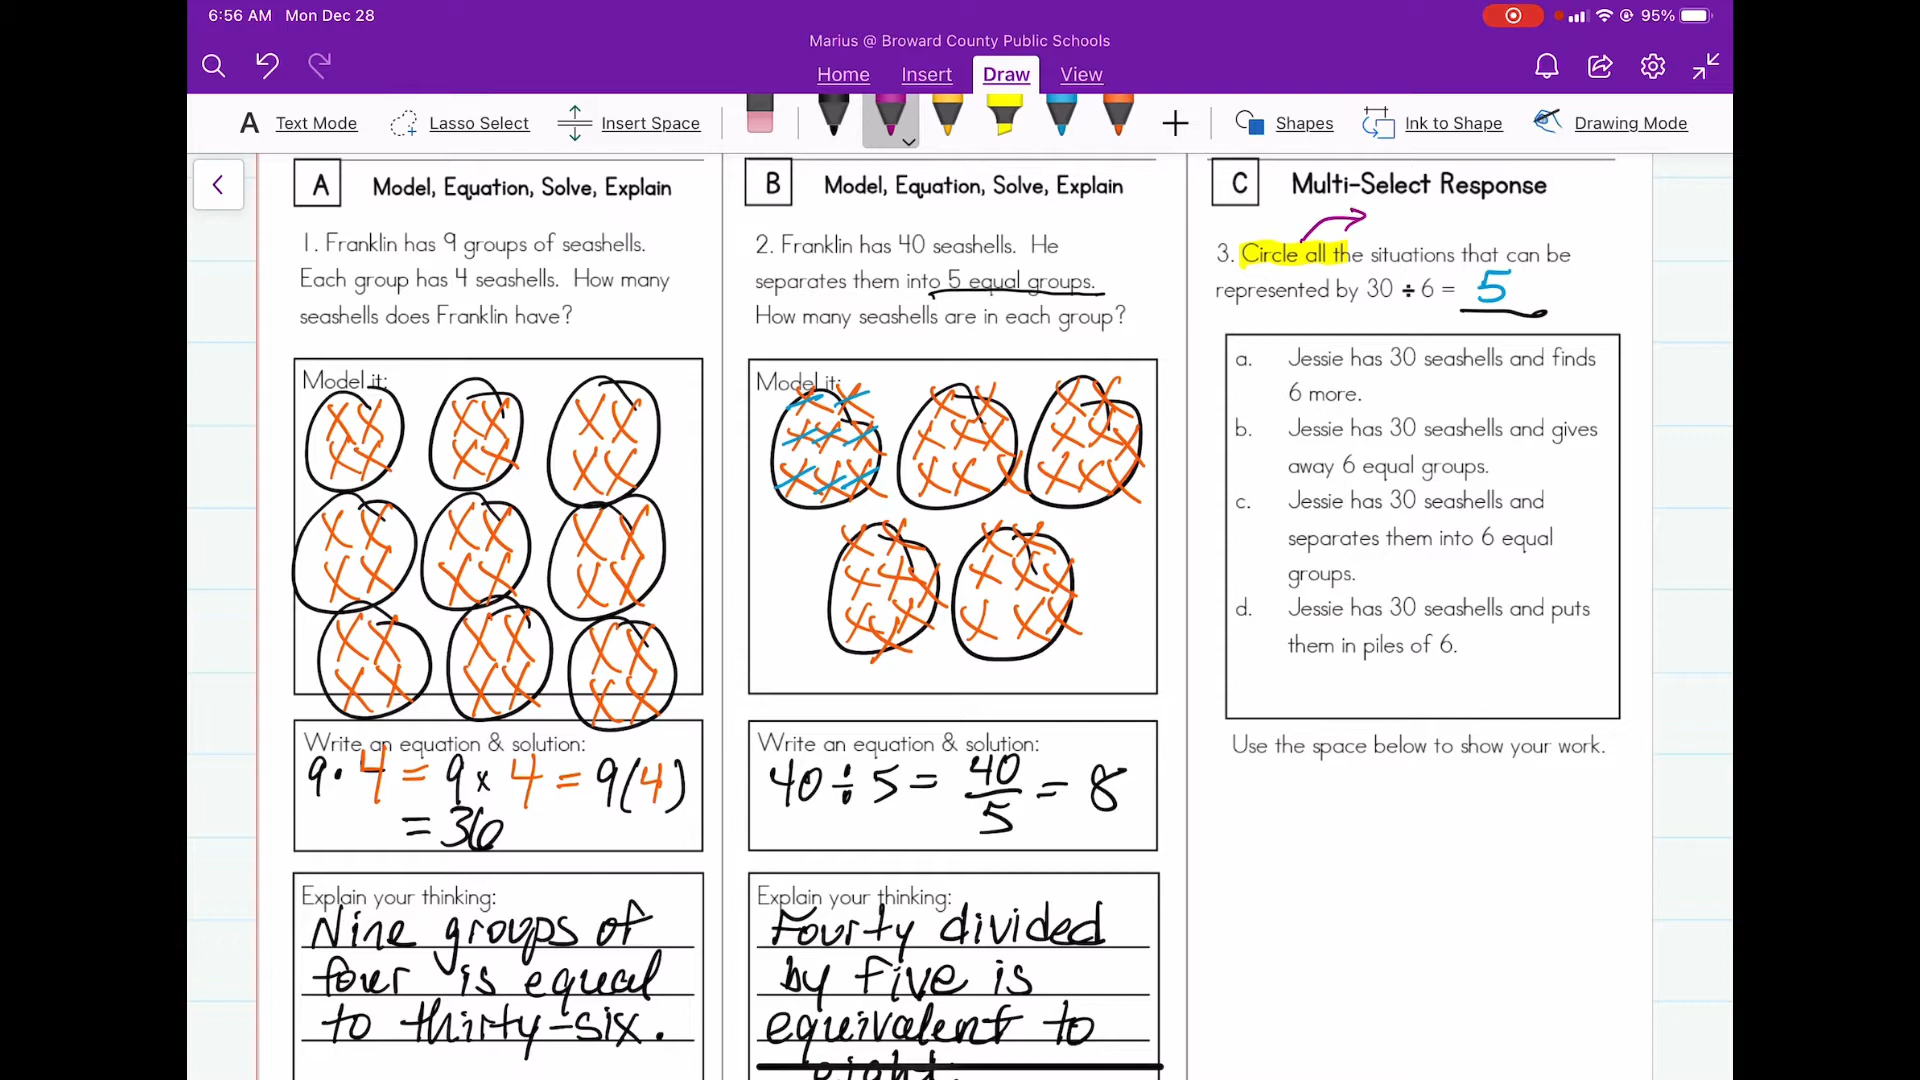 6:56 AM Mon Dec 28
95%
Marius @ Broward County Public Schools
Home Insert Draw View
A Text Mode Lasso Select Insert Space Shapes Ink to Shape Drawing Mode
A Model, Equation, Solve, Explain
1. Franklin has 9 groups of seashells.
Each group has 4 seashells. How many
seashells does Franklin have?
Model it:
Write an equation & solution:
9 · 4 = 9 x 4 = 9(4)
= 36
Explain your thinking:
Nine groups of
four is equal
to thirty-six.
B Model, Equation, Solve, Explain
2. Franklin has 40 seashells. He
separates them into 5 equal groups.
How many seashells are in each group?
Model it:
Write an equation & solution:
40 ÷ 5 = 40/5 = 8
Explain your thinking:
Fourty divided
by five is
equivalent to
eight.
C Multi-Select Response
3. Circle all the situations that can be
represented by 30 ÷ 6 = 5
a. Jessie has 30 seashells and finds
6 more.
b. Jessie has 30 seashells and gives
away 6 equal groups.
c. Jessie has 30 seashells and
separates them into 6 equal
groups.
d. Jessie has 30 seashells and puts
them in piles of 6.
Use the space below to show your work.